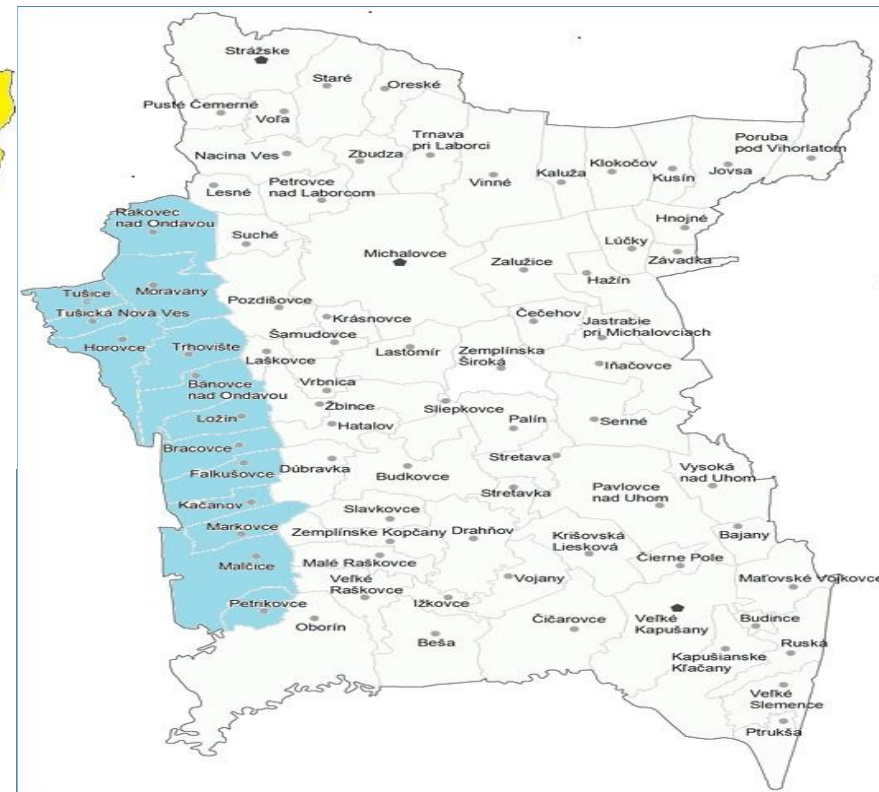 Strážske
Staré
Oreské
Pusté Čemerné
Voľa
Trnava
pri Laborci
Nacina Ves
Zbudza
Poruba
pod Vihorlatom
Klokočov
Jovsa
Vinné
Kaluža
Kusín
Lesné
Petrovce
nad Laborcom
Rakovec
nad Ondavou
Suché
Hnojné
Lúčky
Závadka
Michalovce
Zalužice
Hažín
Tušice
Moravany
Pozdišovce
Tušická Nová Ves
Krásnovce
Čečehov
Jastrabie
pri Michalovciach
Horovce
Trhovište
Šamudovce
Laškovce
Lastomír
Zemplínska
Široká
Iňačovce
Bánovce
nad Ondavou
Vrbnica
Žbince
Sliepkovce
Ložín
Hatalov
Palín
Senné
Bracovce
Falkušovce
Dúbravka
Budkovce
Stretava
Vysoká
nad Uhom
Stretavka
Pavlovce
nad Uhom
Kačanov
Slavkovce
Markovce
Zemplínske Kopčany
Drahňov
Krišovská
Liesková
Bajany
Malčice
Malé Raškovce
Čierne Pole
Veľké
Raškovce
Vojany
Maťovské Vojkovce
Petrikovce
Ižkovce
Oborín
Čičarovce
Veľké
Kapušany
Budince
Beša
Kapušianske
Kľačany
Ruská
Veľké
Slemence
Ptrukša